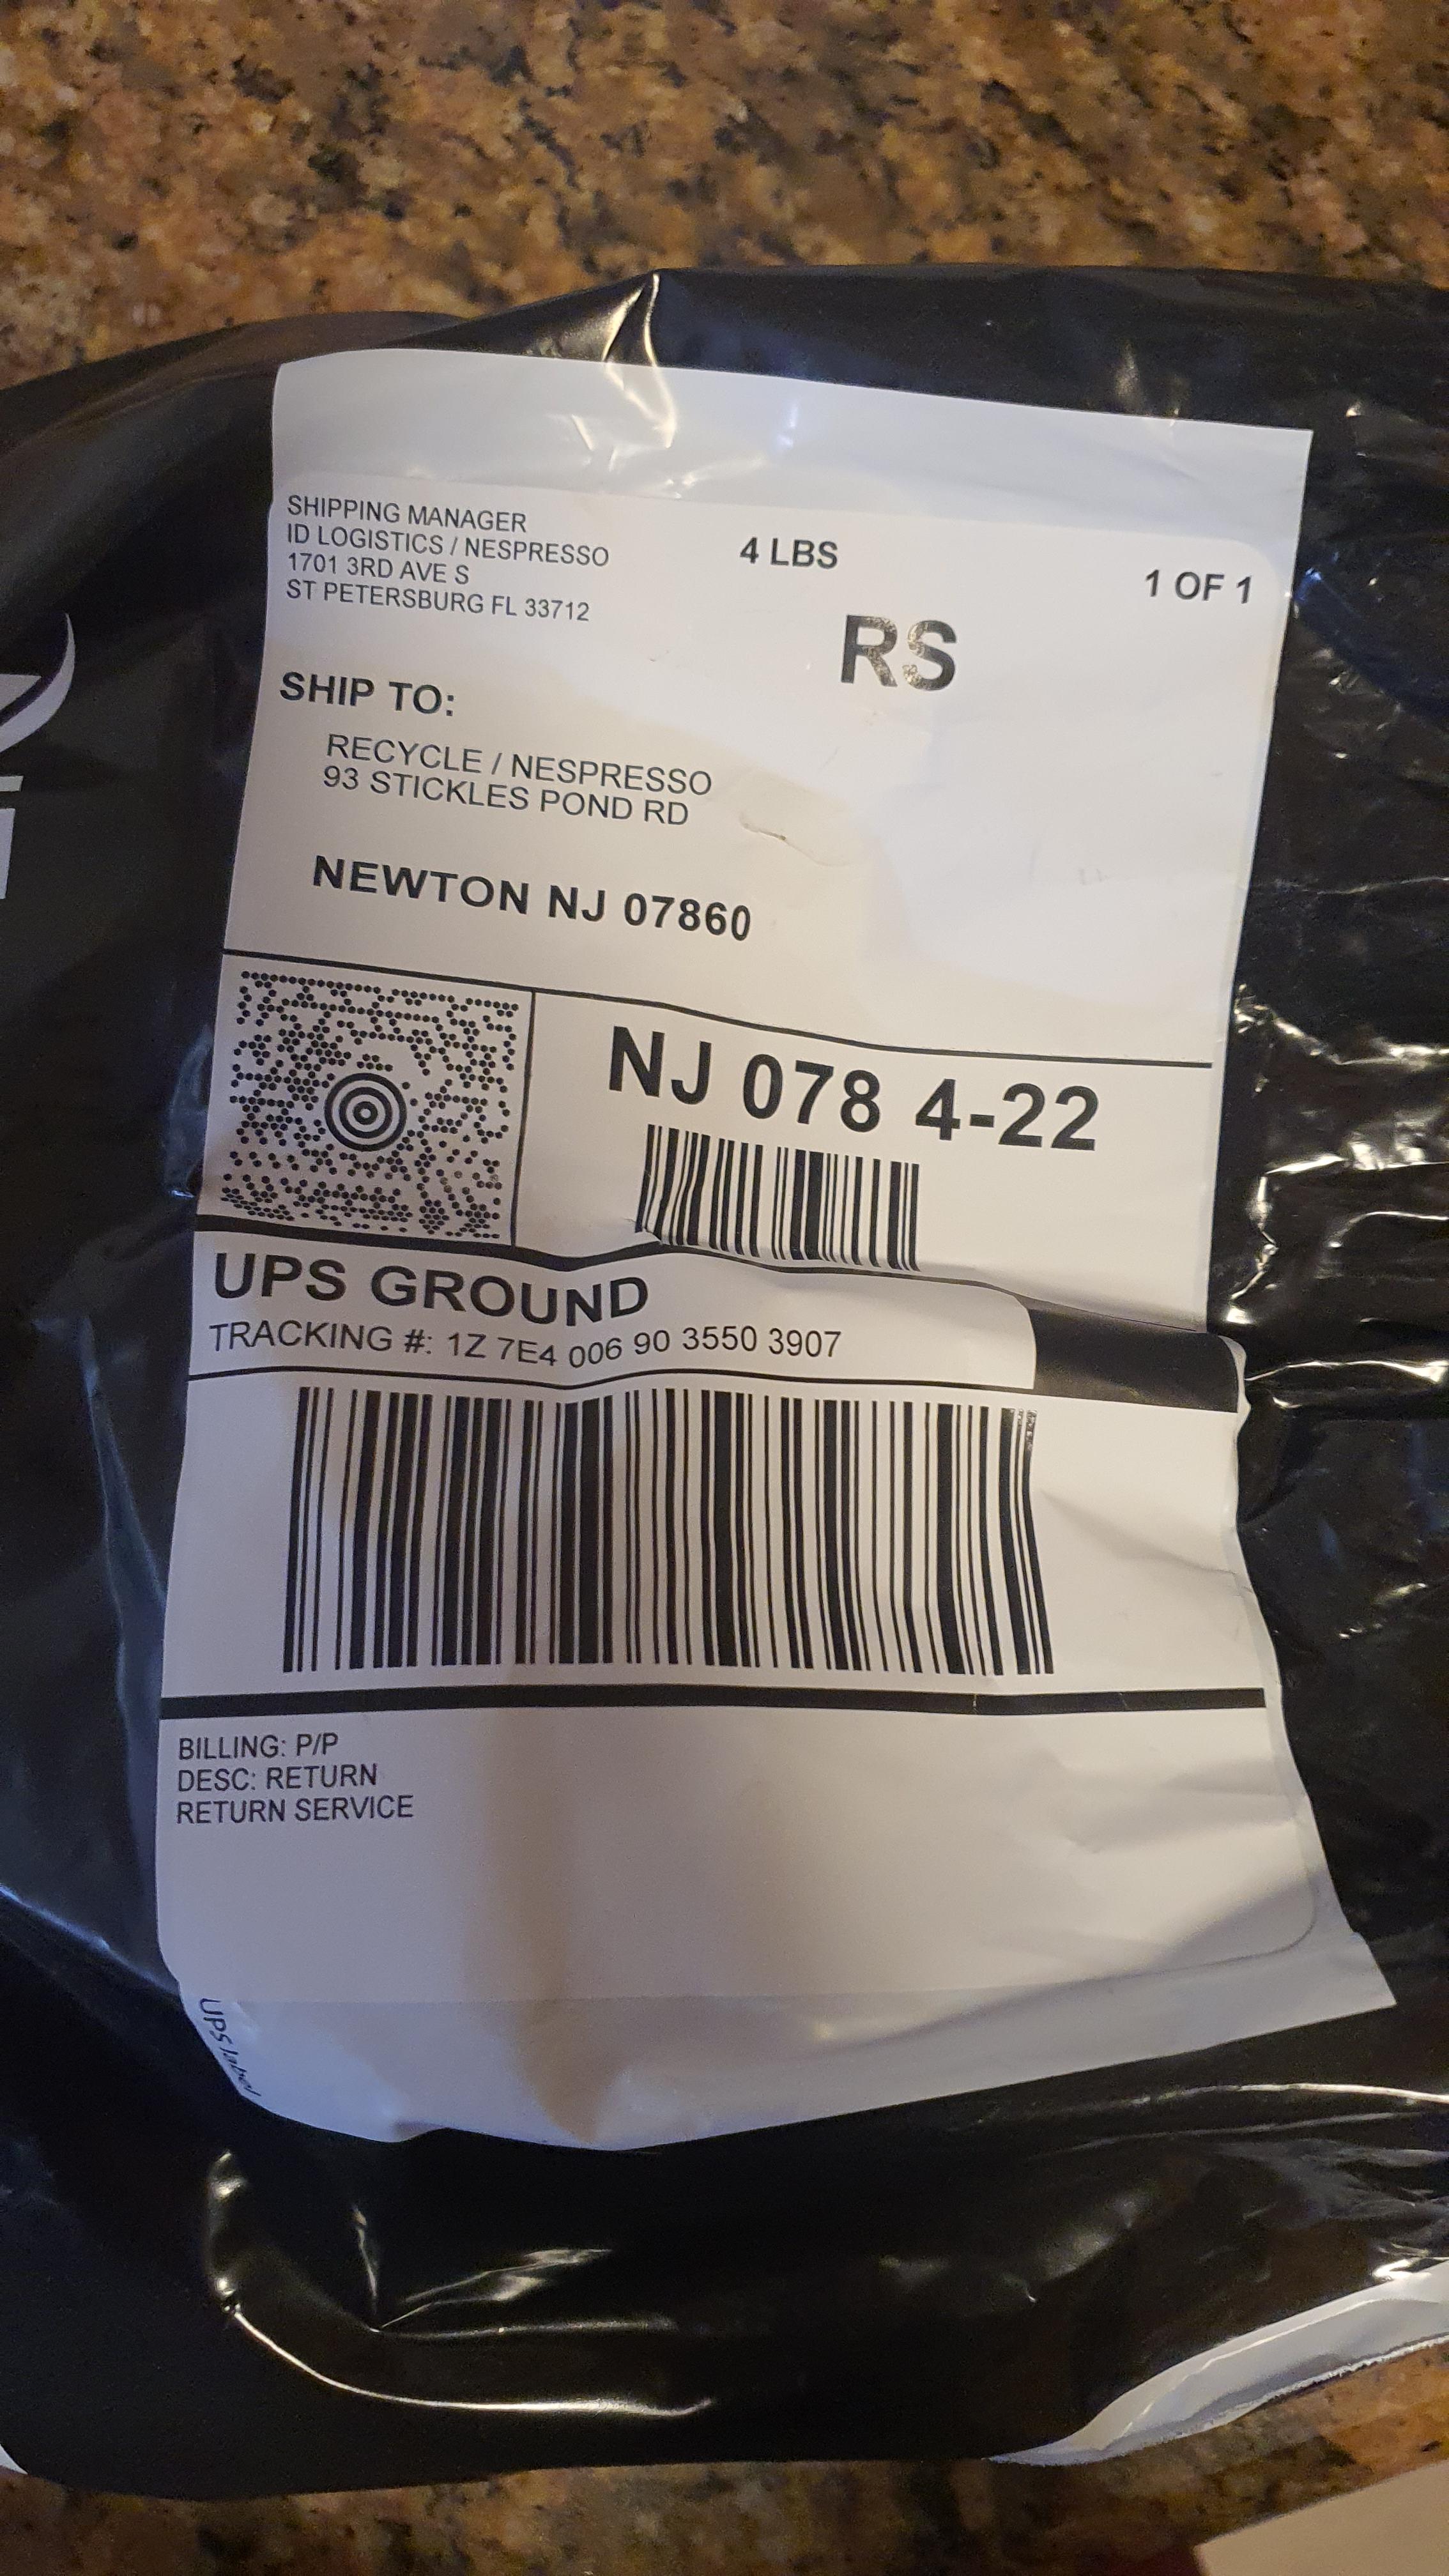 SHIPPING MANAGER
ID LOGISTICS / NESPRESSO
1701 3RD AVE S
ST PETERSBURG FL 33712
4 LBS
1 OF 1
RS
SHIP TO:
RECYCLE / NESPRESSO
93 STICKLES POND RD
NEWTON NJ 07860
NJ 078 4-22
UPS GROUND
TRACKING #: 1Z 7E4 006 90 3550 3907
BILLING: P/P
DESC: RETURN
RETURN SERVICE
UPS label